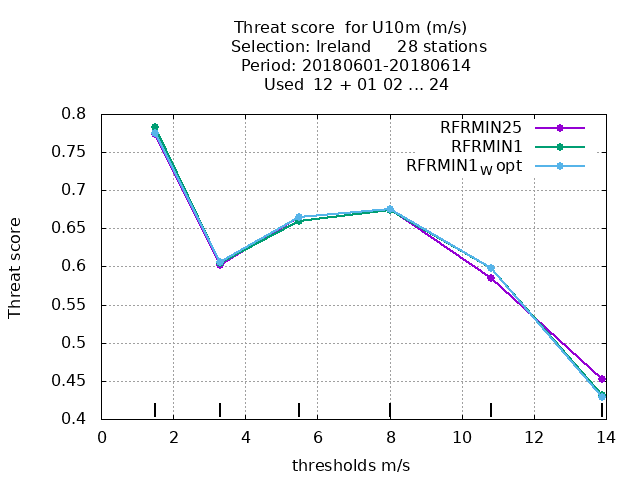 Threat score  for U10m (m/s)
Selection: Ireland     28 stations
Period: 20180601-20180614
Used  12 + 01 02 ... 24
RFRMIN25
RFRMIN1
RFRMIN1w opt
0.8
0.75
0.7
0.65
0.6
0.55
0.5
0.45
0.4
Threat score
0 2 4 6 8 10 12 14
thresholds m/s